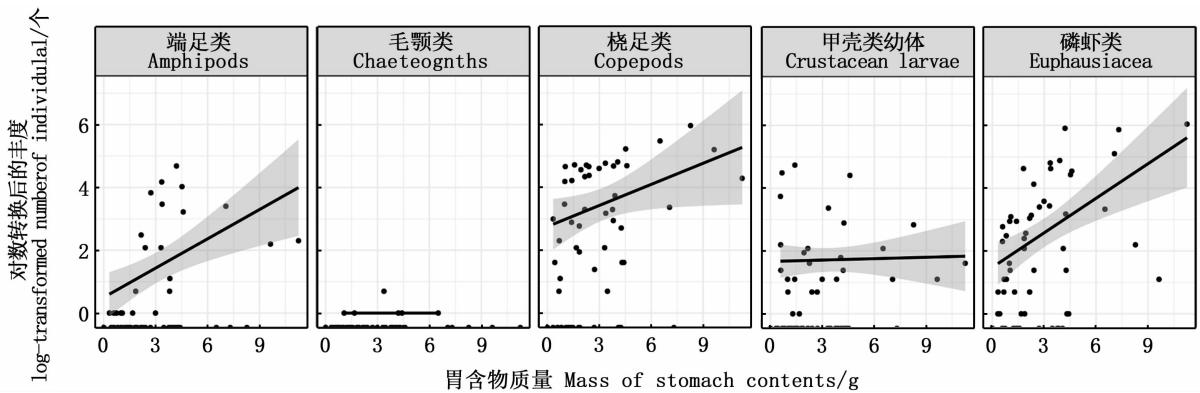 对数转换后的丰度
log-transformed numberof individulal/个
端足类
Amphipods
毛颚类
Chaeteognths
桡足类
Copepods
甲壳类幼体
Crustacean larvae
磷虾类
Euphausiacea
6
4
2
0
0 3 6 9
0 3 6 9
0 3 6 9
0 3 6 9
0 3 6 9
胃含物质量 Mass of stomach contents/g